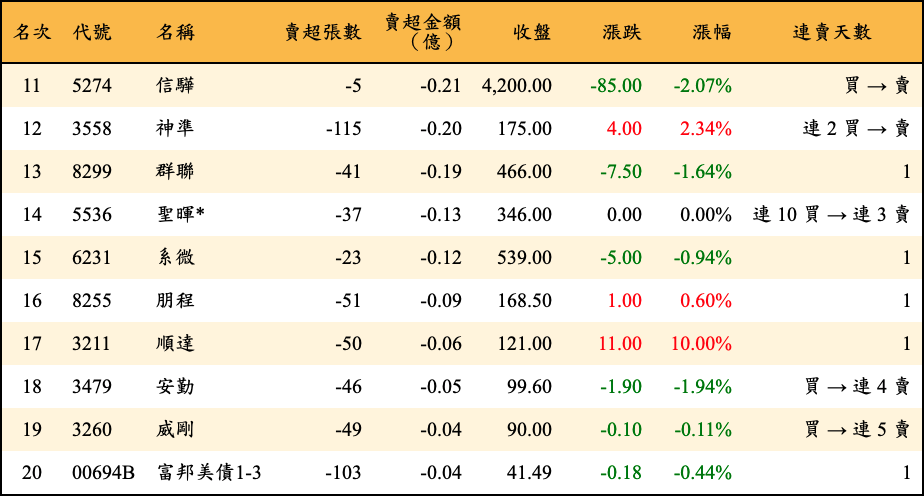 名次 代號 名稱 賣超張數 賣超金額（億） 收盤 漲跌 漲幅 連賣天數
11 5274 信驊 -5 -0.21 4,200.00 -85.00 -2.07% 買 → 賣
12 3558 神準 -115 -0.20 175.00 4.00 2.34% 連 2 買 → 賣
13 8299 群聯 -41 -0.19 466.00 -7.50 -1.64% 1
14 5536 聖暉* -37 -0.13 346.00 0.00 0.00% 連 10 買 → 連 3 賣
15 6231 系微 -23 -0.12 539.00 -5.00 -0.94% 1
16 8255 朋程 -51 -0.09 168.50 1.00 0.60% 1
17 3211 順達 -50 -0.06 121.00 11.00 10.00% 1
18 3479 安勤 -46 -0.05 99.60 -1.90 -1.94% 買 → 連 4 賣
19 3260 威剛 -49 -0.04 90.00 -0.10 -0.11% 買 → 連 5 賣
20 00694B 富邦美債1-3 -103 -0.04 41.49 -0.18 -0.44% 1